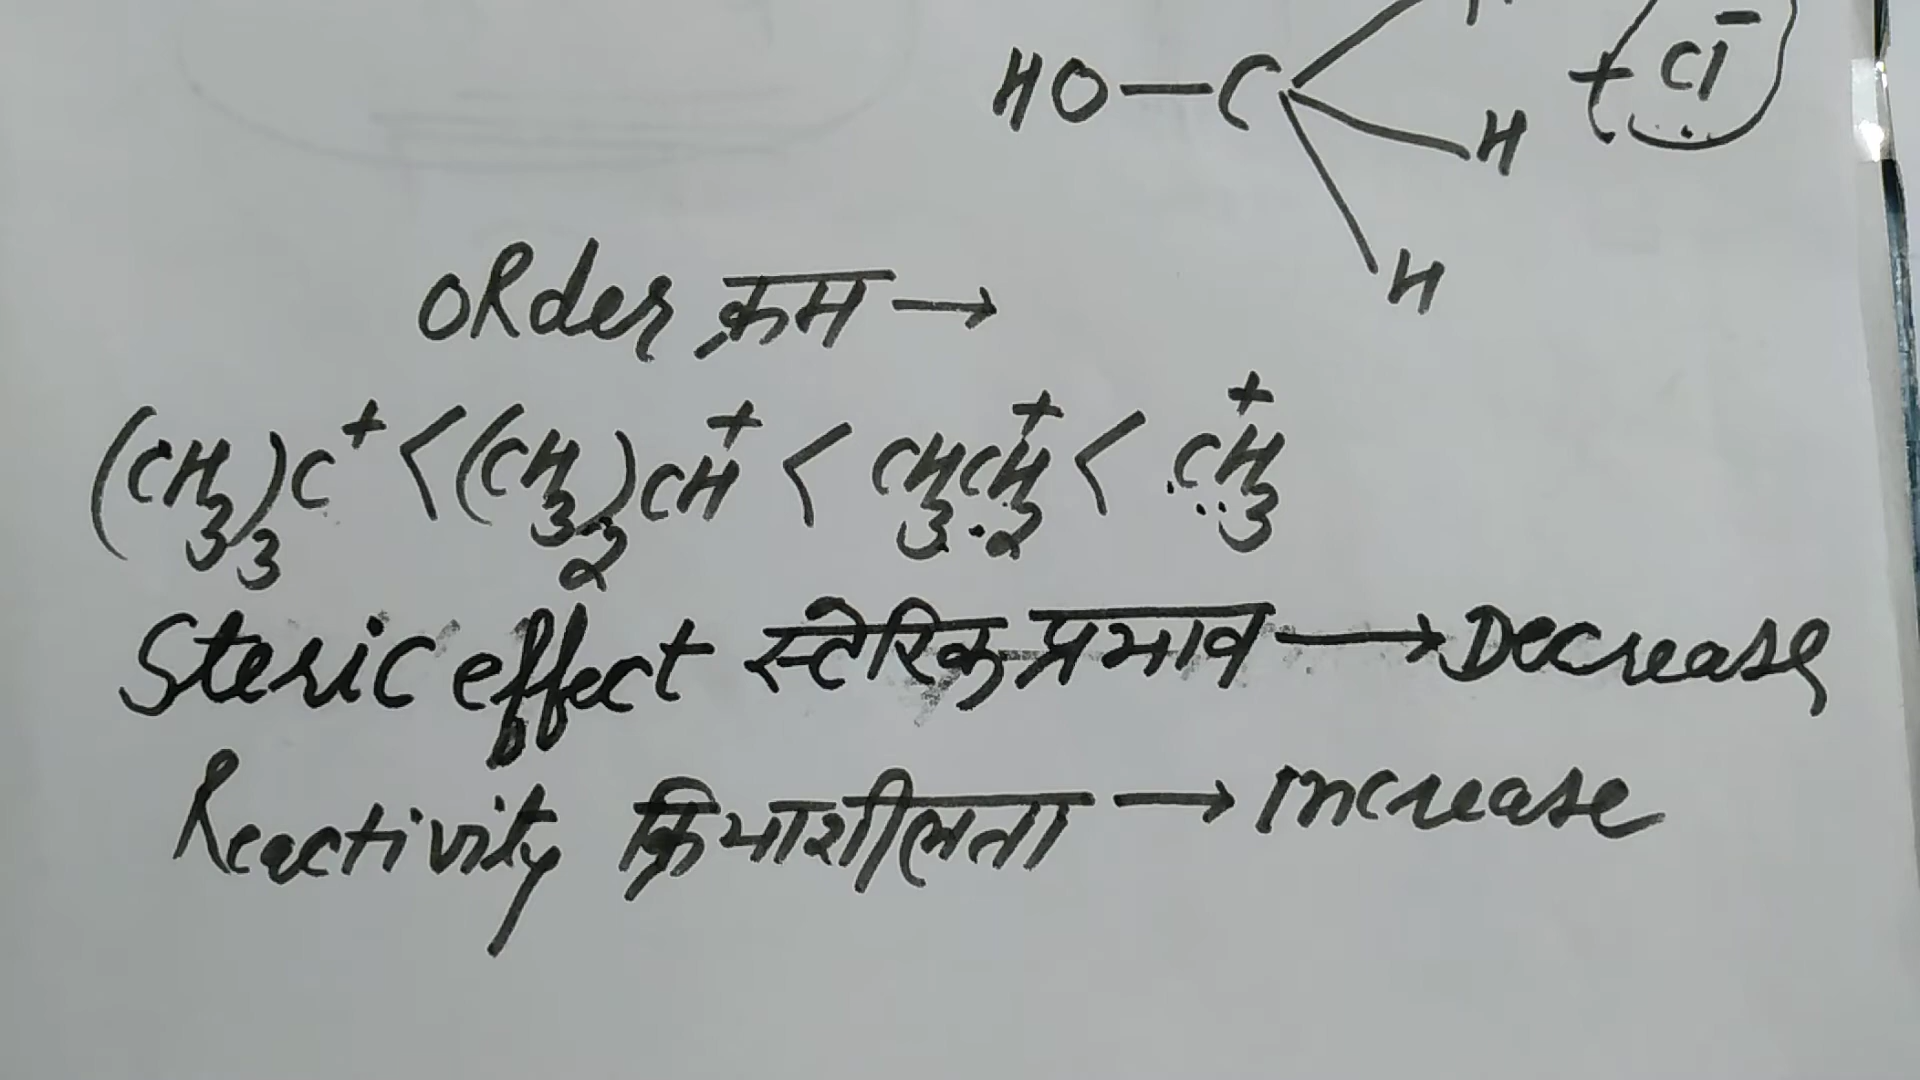 HO—C H + Cl⁻
H
ORder क्रम →
(CH₃)₃C⁺ < (CH₃)₂CH⁺ < CH₃CH₂⁺ < CH₃⁺
Steric effect स्टेरिक प्रभाव → Decrease
Reactivity क्रियाशीलता → Increase